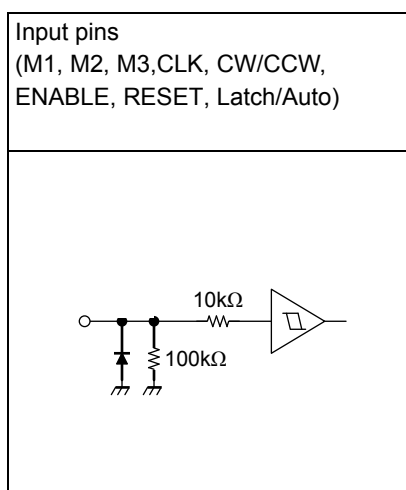 Input pins
(M1, M2, M3,CLK, CW/CCW,
ENABLE, RESET, Latch/Auto)
10kΩ
100kΩ